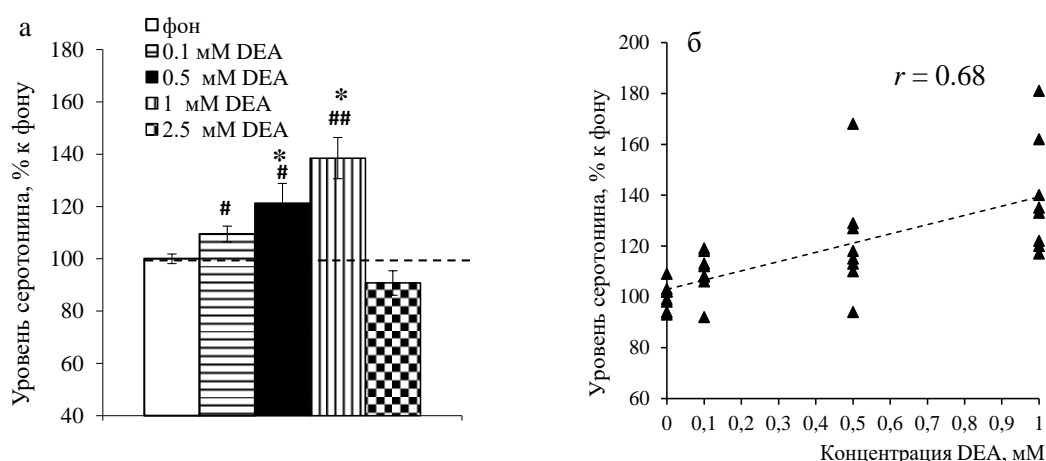 а
фон
0.1 мМ DEA
0.5 мМ DEA
1 мМ DEA
2.5 мМ DEA
Уровень серотонина, % к фону
180
160
140
120
100
80
60
40
#
*
#
*
##
б
r = 0.68
Уровень серотонина, % к фону
200
180
160
140
120
100
80
60
0 0,1 0,2 0,3 0,4 0,5 0,6 0,7 0,8 0,9 1
Концентрация DEA, мМ